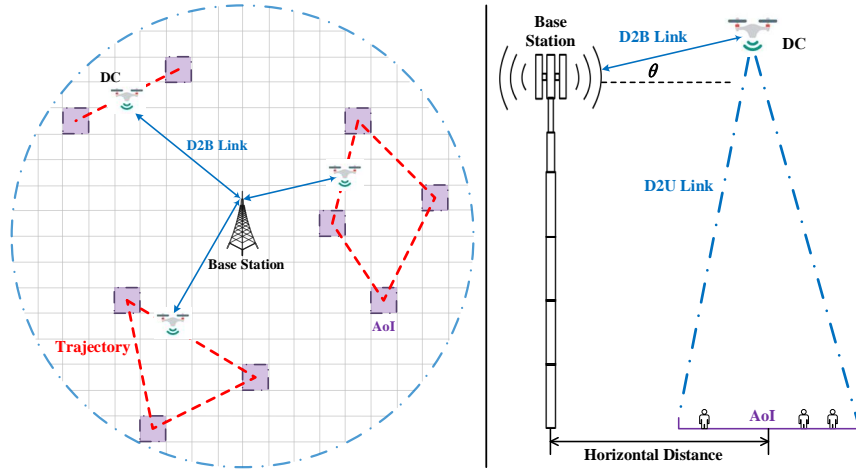 DC
D2B Link
Base Station
AoI
Trajectory
Base
Station
D2B Link
DC
θ
D2U Link
AoI
Horizontal Distance